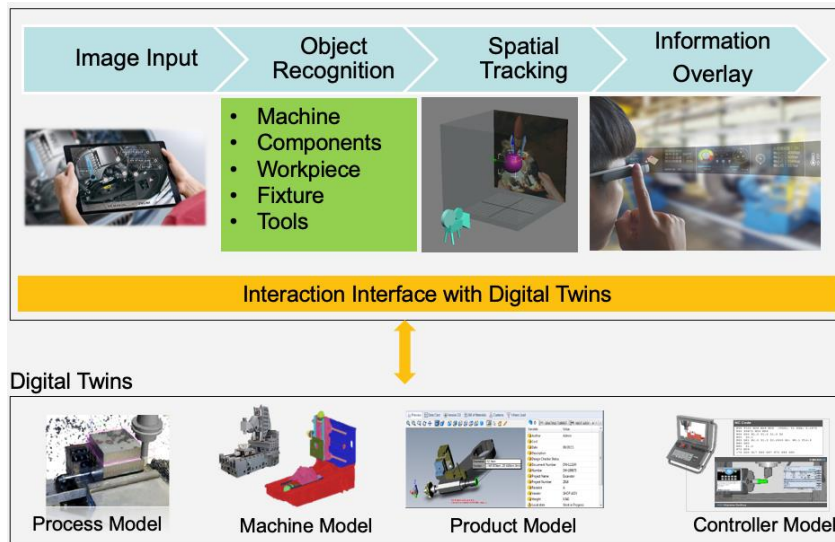 Image Input
Object
Recognition
Spatial
Tracking
Information
Overlay
• Machine
• Components
• Workpiece
• Fixture
• Tools
Interaction Interface with Digital Twins
Digital Twins
Process Model
Machine Model
Product Model
Controller Model